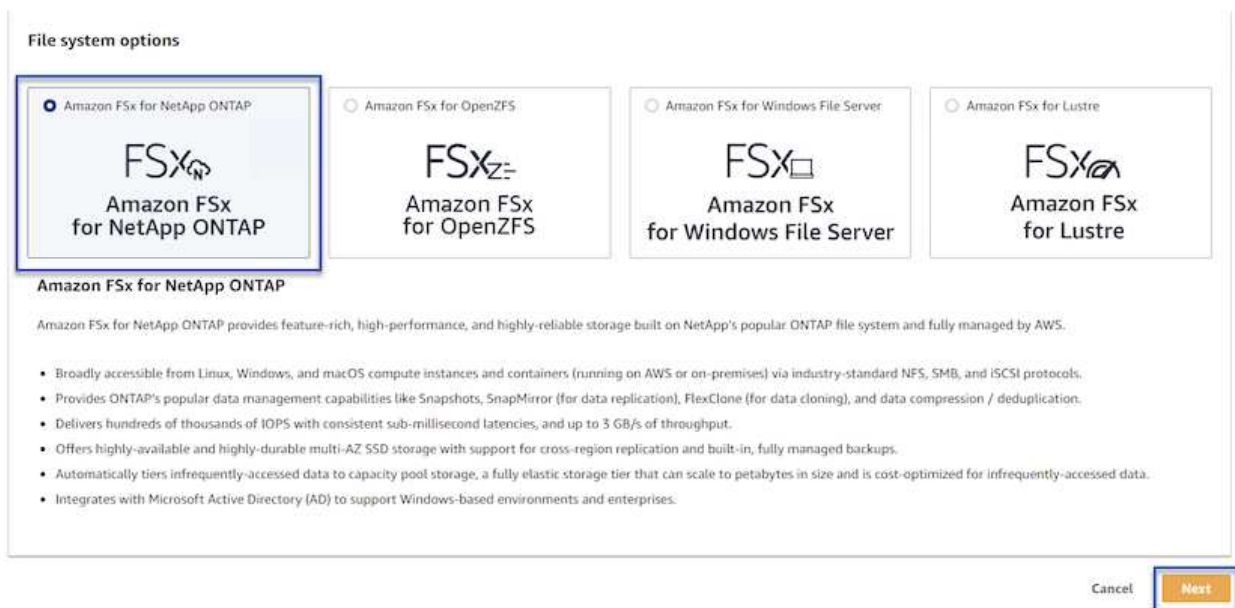 File system options
Amazon FSx for NetApp ONTAP
FSx N
Amazon FSx
for NetApp ONTAP
Amazon FSx for OpenZFS
FSx Z
Amazon FSx
for OpenZFS
Amazon FSx for Windows File Server
FSx
Amazon FSx
for Windows File Server
Amazon FSx for Lustre
FSx
Amazon FSx
for Lustre
Amazon FSx for NetApp ONTAP
Amazon FSx for NetApp ONTAP provides feature-rich, high-performance, and highly-reliable storage built on NetApp's popular ONTAP file system and fully managed by AWS.
• Broadly accessible from Linux, Windows, and macOS compute instances and containers (running on AWS or on-premises) via industry-standard NFS, SMB, and iSCSI protocols.
• Provides ONTAP's popular data management capabilities like Snapshots, SnapMirror (for data replication), FlexClone (for data cloning), and data compression / deduplication.
• Delivers hundreds of thousands of IOPS with consistent sub-millisecond latencies, and up to 3 GB/s of throughput.
• Offers highly-available and highly-durable multi-AZ SSD storage with support for cross-region replication and built-in, fully managed backups.
• Automatically tiers infrequently-accessed data to capacity pool storage, a fully elastic storage tier that can scale to petabytes in size and is cost-optimized for infrequently-accessed data.
• Integrates with Microsoft Active Directory (AD) to support Windows-based environments and enterprises.
Cancel
Next